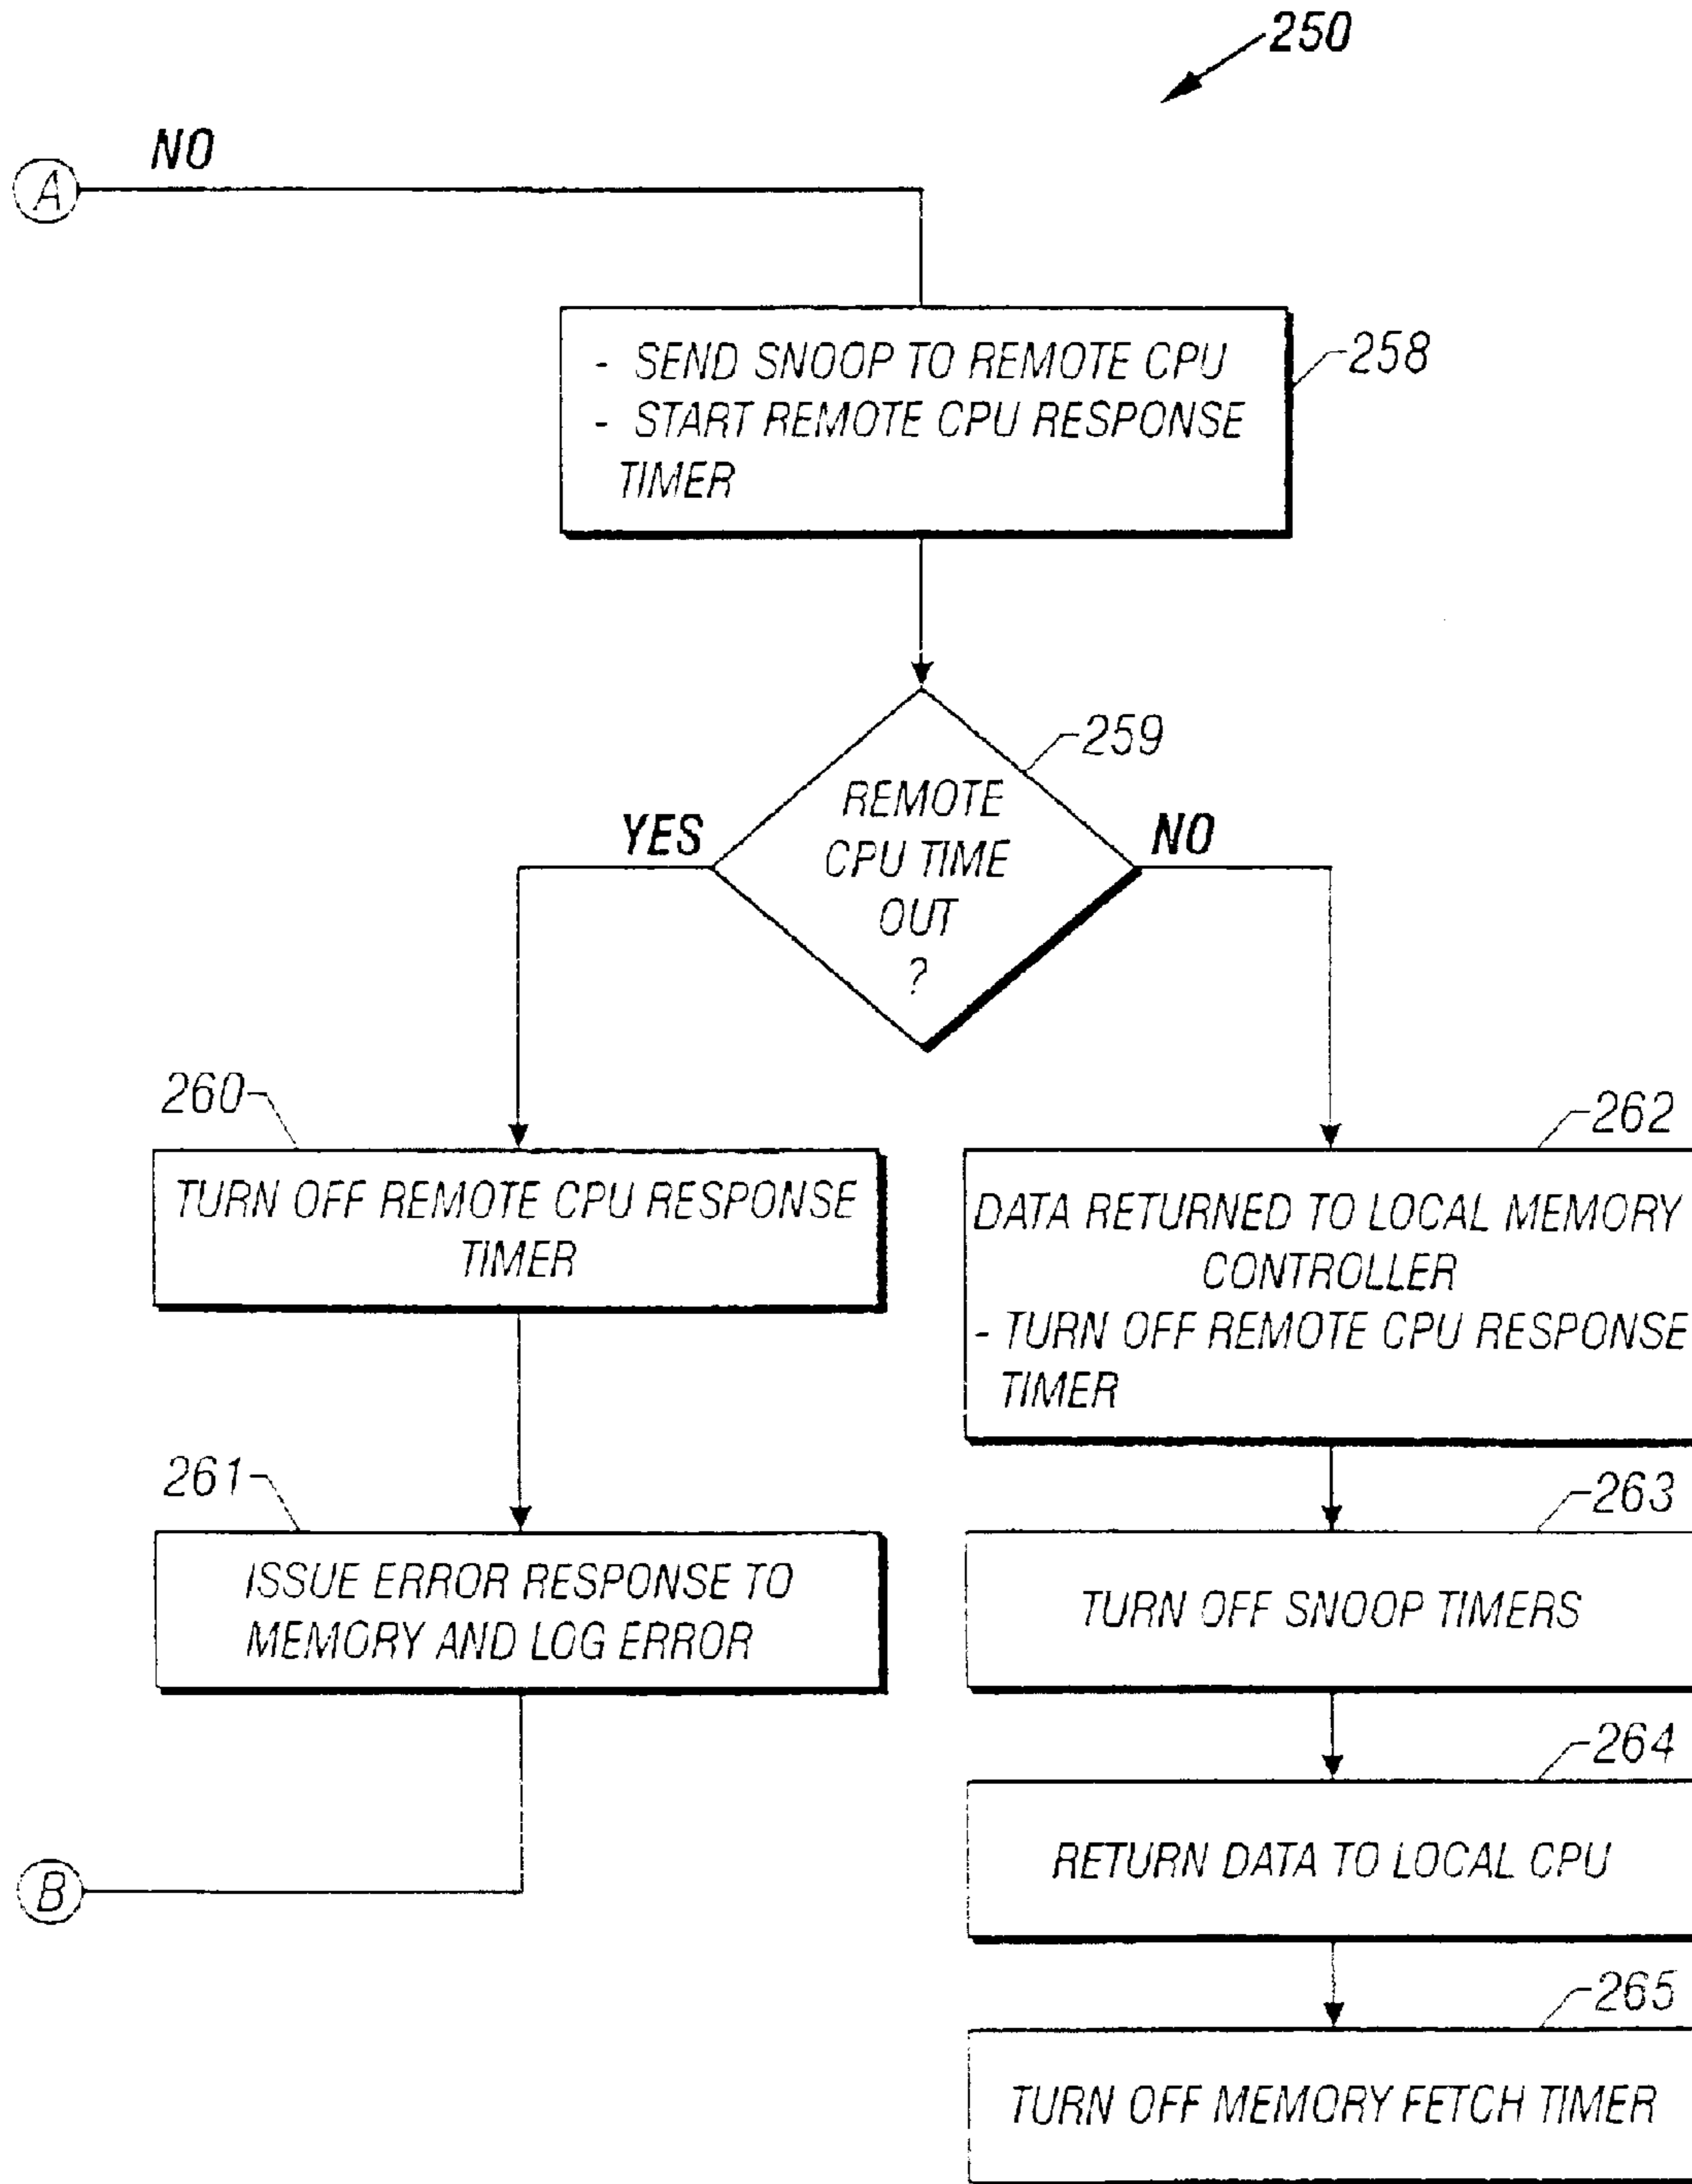 250
NO
A
- SEND SNOOP TO REMOTE CPU
- START REMOTE CPU RESPONSE
TIMER
258
259
REMOTE
CPU TIME
OUT
?
YES
NO
260
TURN OFF REMOTE CPU RESPONSE
TIMER
262
DATA RETURNED TO LOCAL MEMORY
CONTROLLER
- TURN OFF REMOTE CPU RESPONSE
TIMER
261
ISSUE ERROR RESPONSE TO
MEMORY AND LOG ERROR
263
TURN OFF SNOOP TIMERS
264
RETURN DATA TO LOCAL CPU
B
265
TURN OFF MEMORY FETCH TIMER